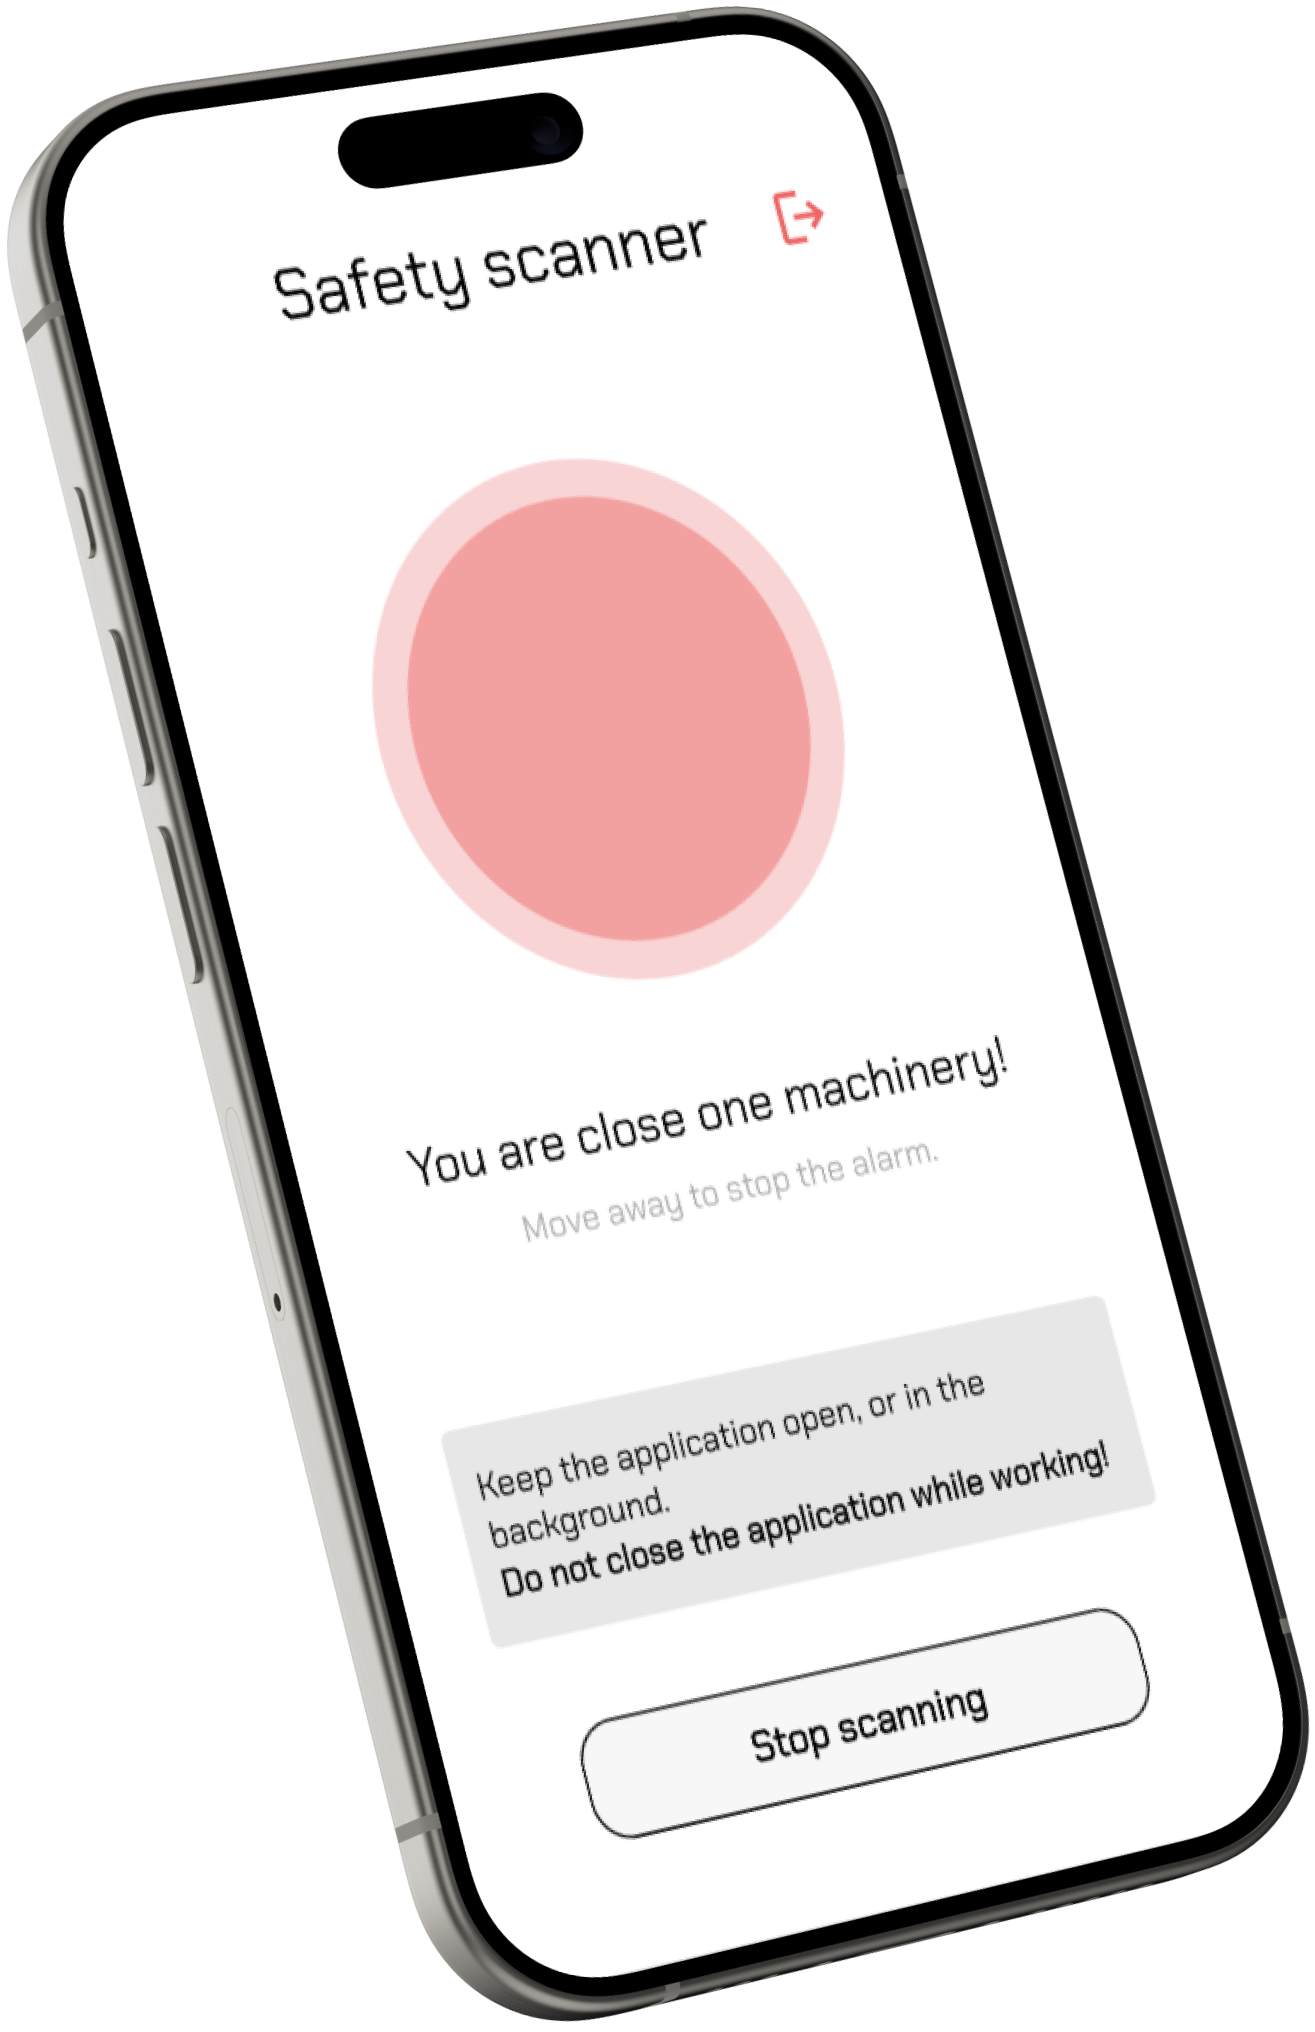 Safety scanner
You are close one machinery!
Move away to stop the alarm.
Keep the application open, or in the
background.
Do not close the application while working!
Stop scanning